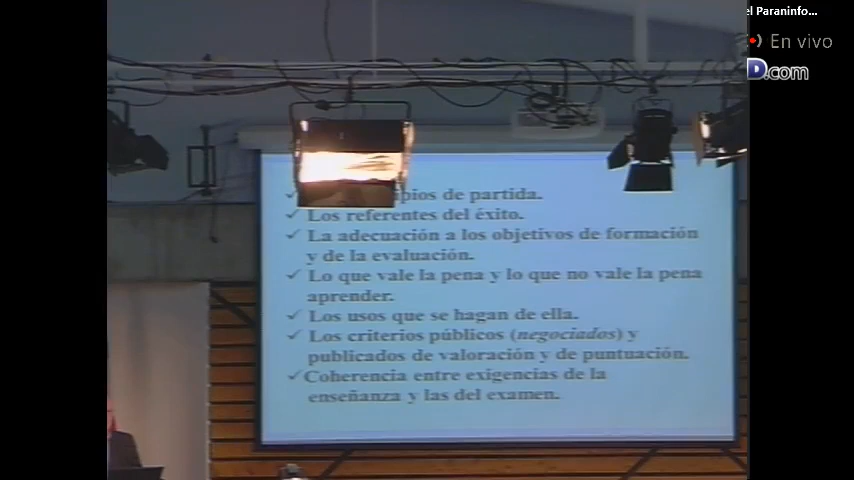 el Paraninfo...
En vivo
D.com
pios de partida.
✓ Los referentes del éxito.
✓ La adecuación a los objetivos de formación
y de la evaluación.
✓ Lo que vale la pena y lo que no vale la pena
aprender.
✓ Los usos que se hagan de ella.
✓ Los criterios públicos (negociados) y
publicados de valoración y de puntuación.
✓ Coherencia entre exigencias de la
enseñanza y las del examen.